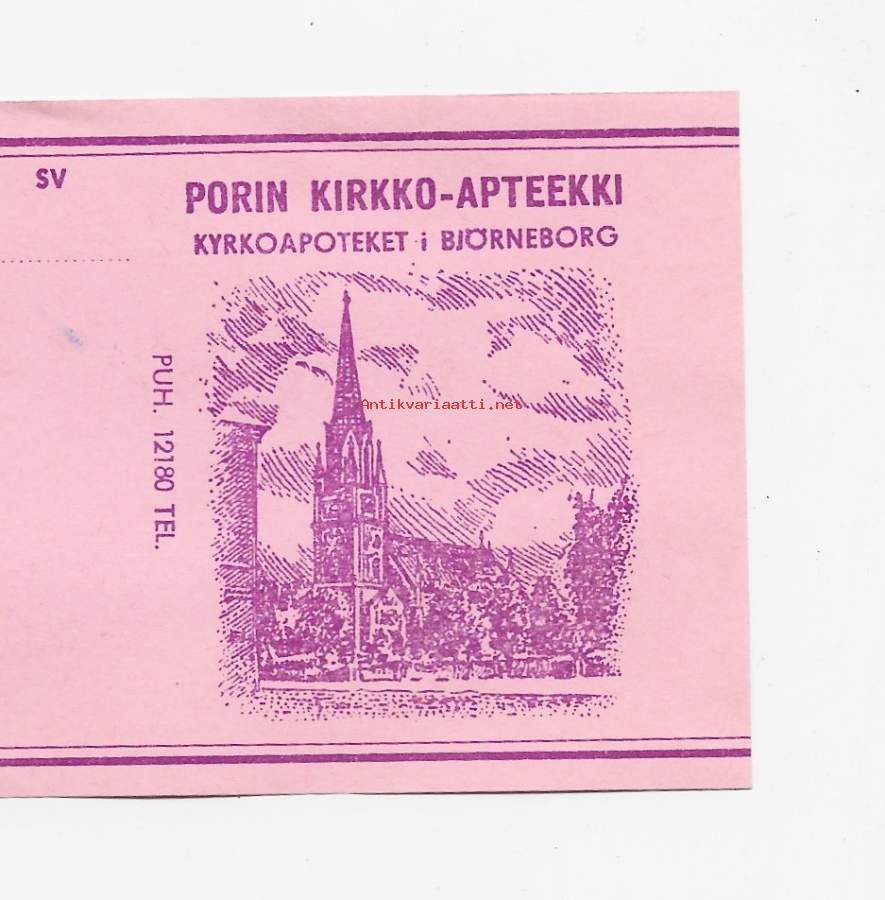 SV
PORIN KIRKKO-APTEEKKI
KYRKOAPOTEKET i BJÖRNEBORG
PUH. 12180 TEL.
Antikvariaatti.net